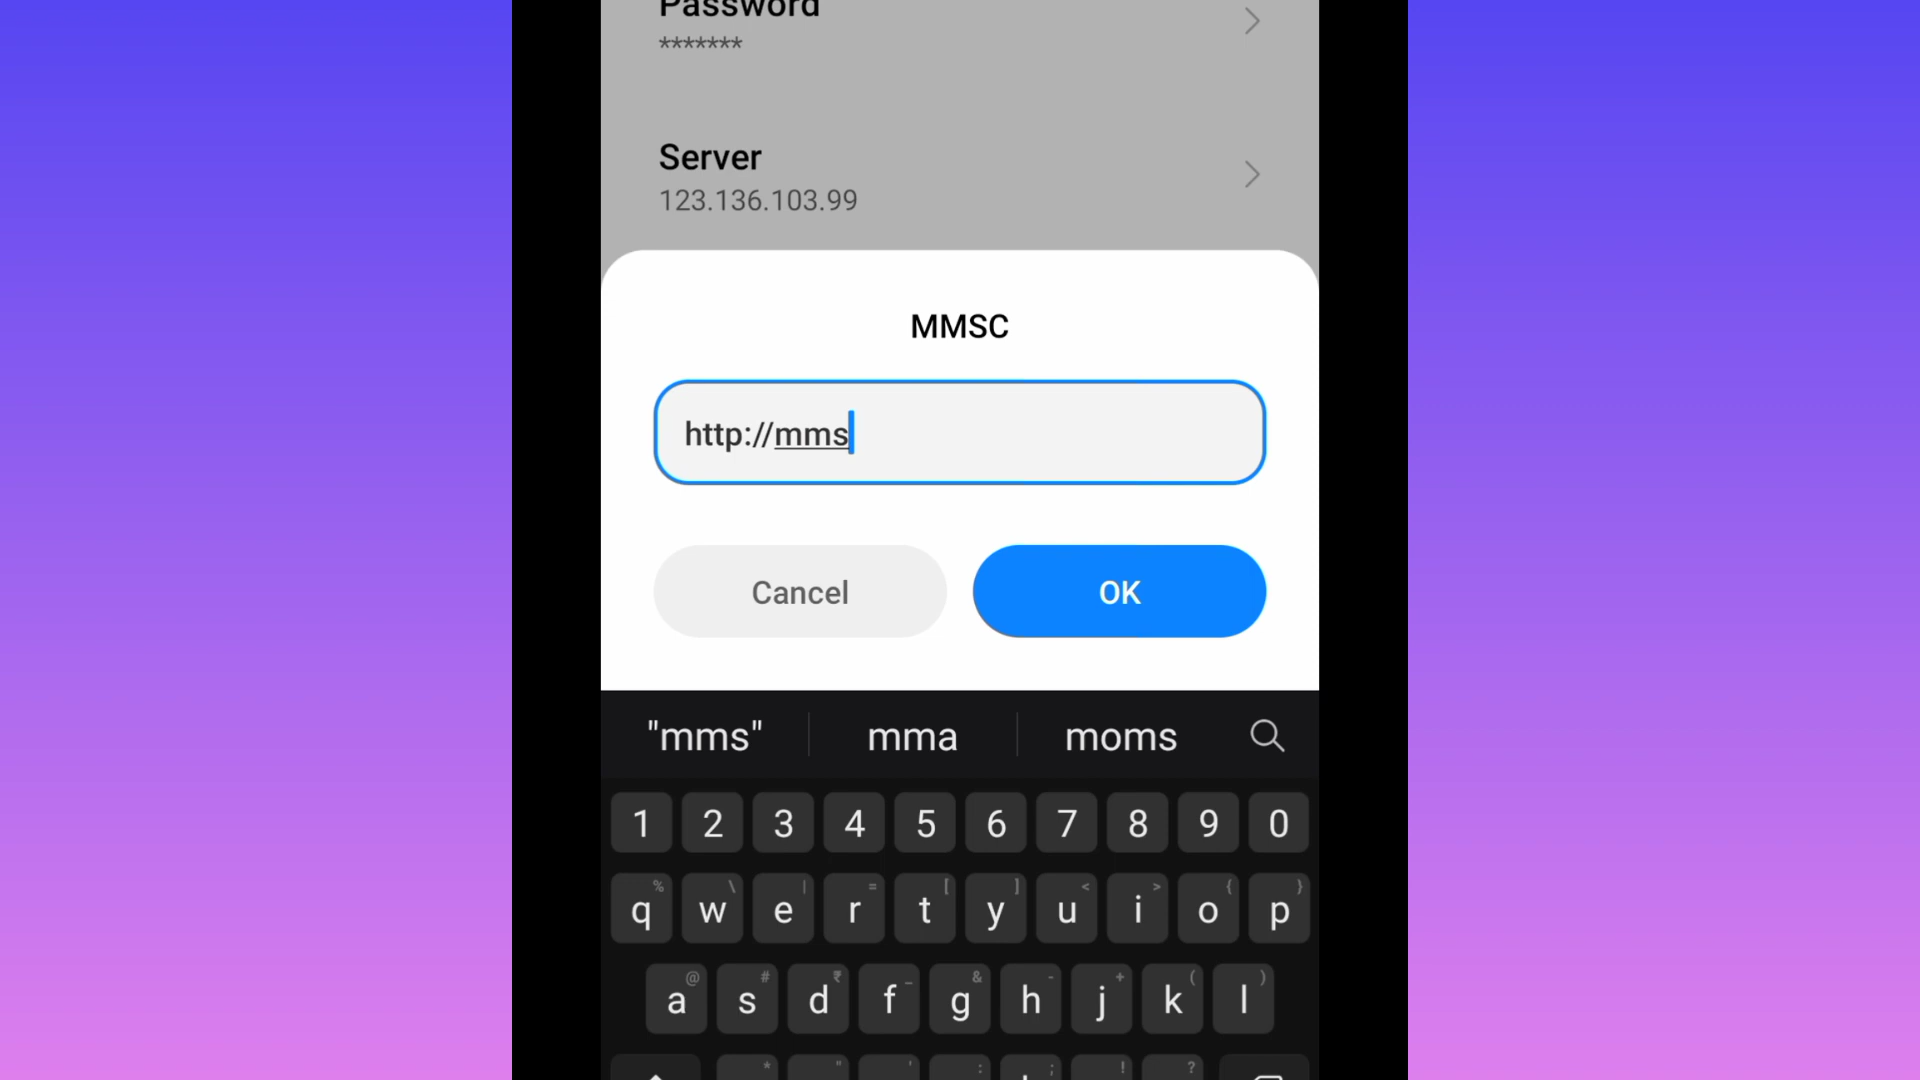 Password
*******
Server
123.136.103.99
MMSC
http://mms
Cancel OK
"mms" mma moms
1 2 3 4 5 6 7 8 9 0
% \ | = [ ] < > { }
q w e r t y u i o p
@ # ₹ _ & - + ( )
a s d f g h j k l
* " ' : ; ! ?